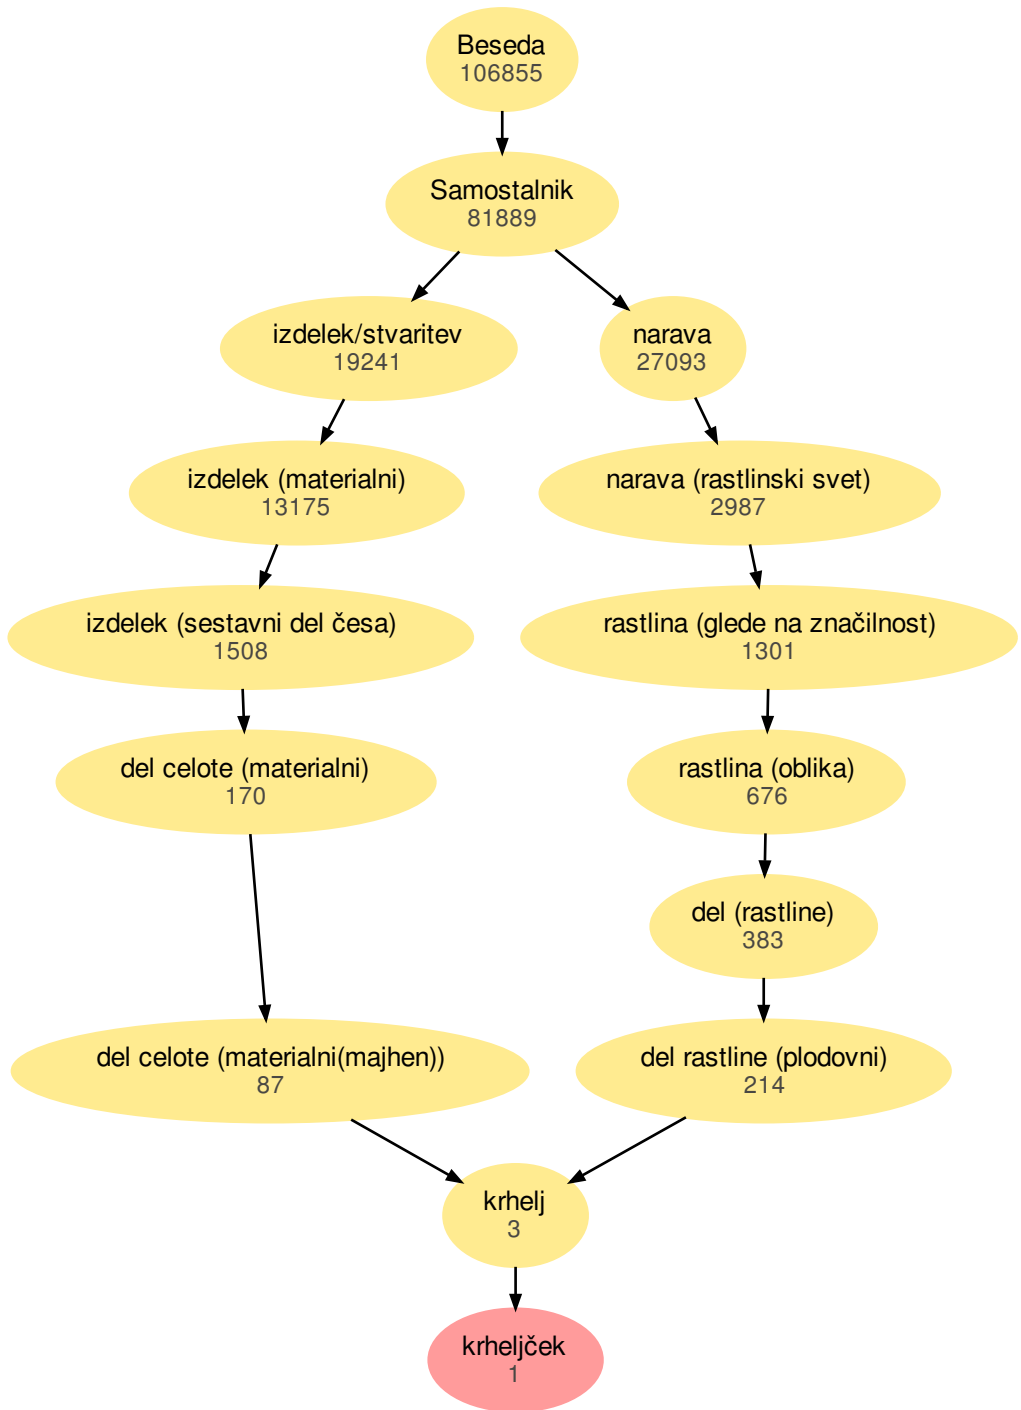 Beseda
106855
Samostalnik
81889
izdelek/stvaritev
19241
narava
27093
izdelek (materialni)
13175
narava (rastlinski svet)
2987
izdelek (sestavni del česa)
1508
rastlina (glede na značilnost)
1301
del celote (materialni)
170
rastlina (oblika)
676
del (rastline)
383
del celote (materialni(majhen))
87
del rastline (plodovni)
214
krhelj
3
krheljček
1